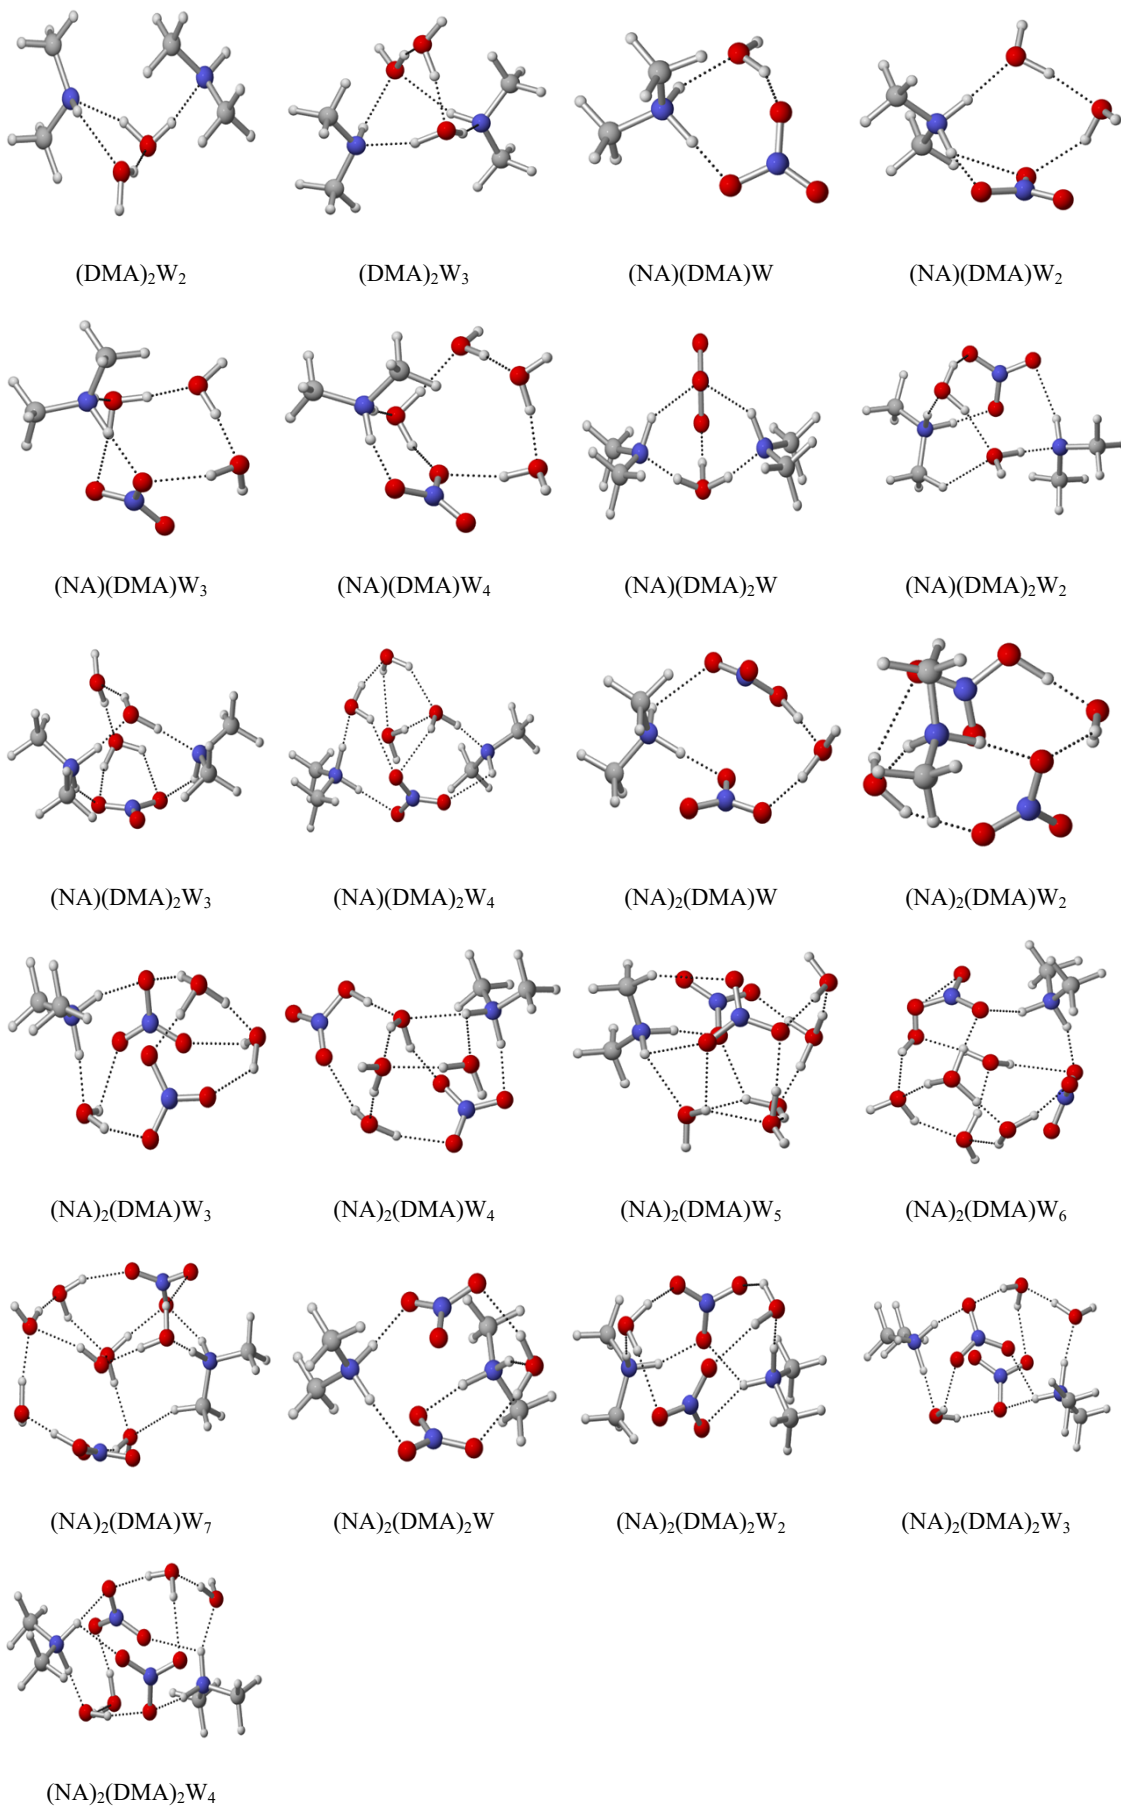 (DMA)₂W₂ (DMA)₂W₃ (NA)(DMA)W (NA)(DMA)W₂
(NA)(DMA)W₃ (NA)(DMA)W₄ (NA)(DMA)₂W (NA)(DMA)₂W₂
(NA)(DMA)₂W₃ (NA)(DMA)₂W₄ (NA)₂(DMA)W (NA)₂(DMA)W₂
(NA)₂(DMA)W₃ (NA)₂(DMA)W₄ (NA)₂(DMA)W₅ (NA)₂(DMA)W₆
(NA)₂(DMA)W₇ (NA)₂(DMA)₂W (NA)₂(DMA)₂W₂ (NA)₂(DMA)₂W₃
(NA)₂(DMA)₂W₄